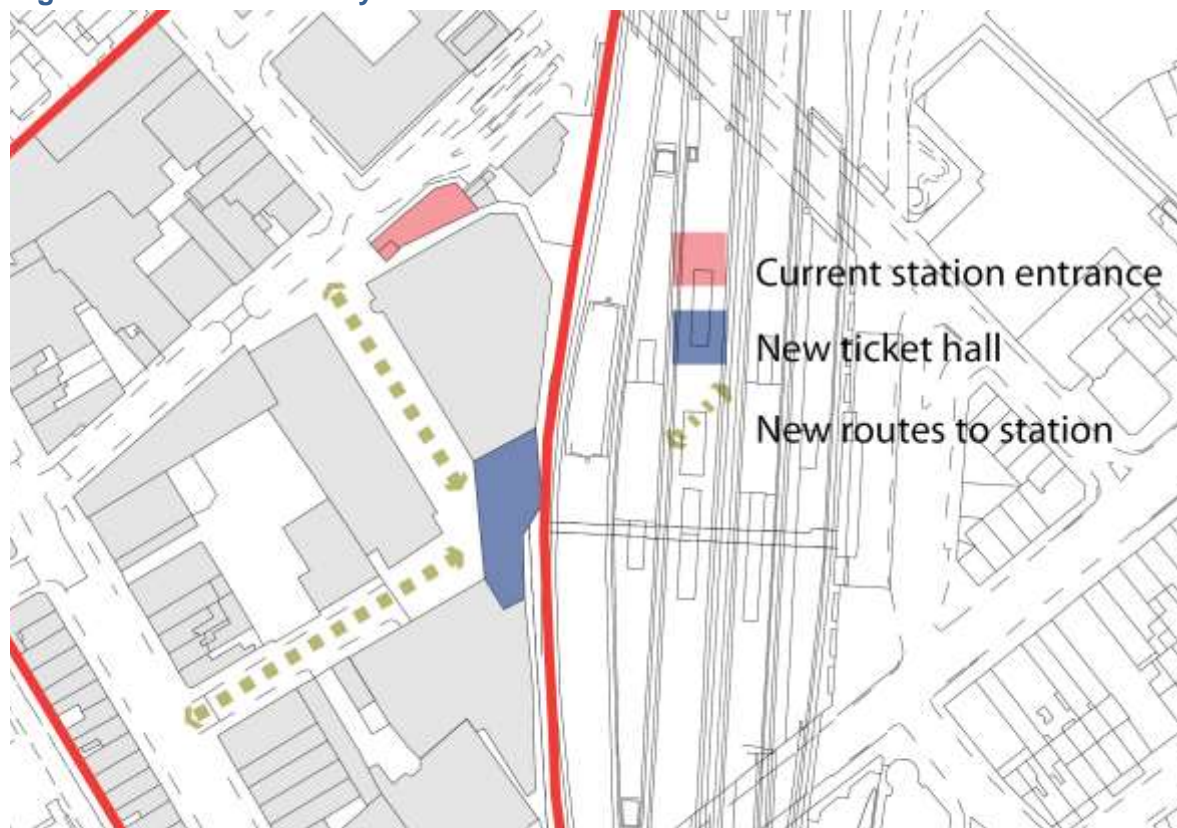 Current station entrance
New ticket hall
New routes to station